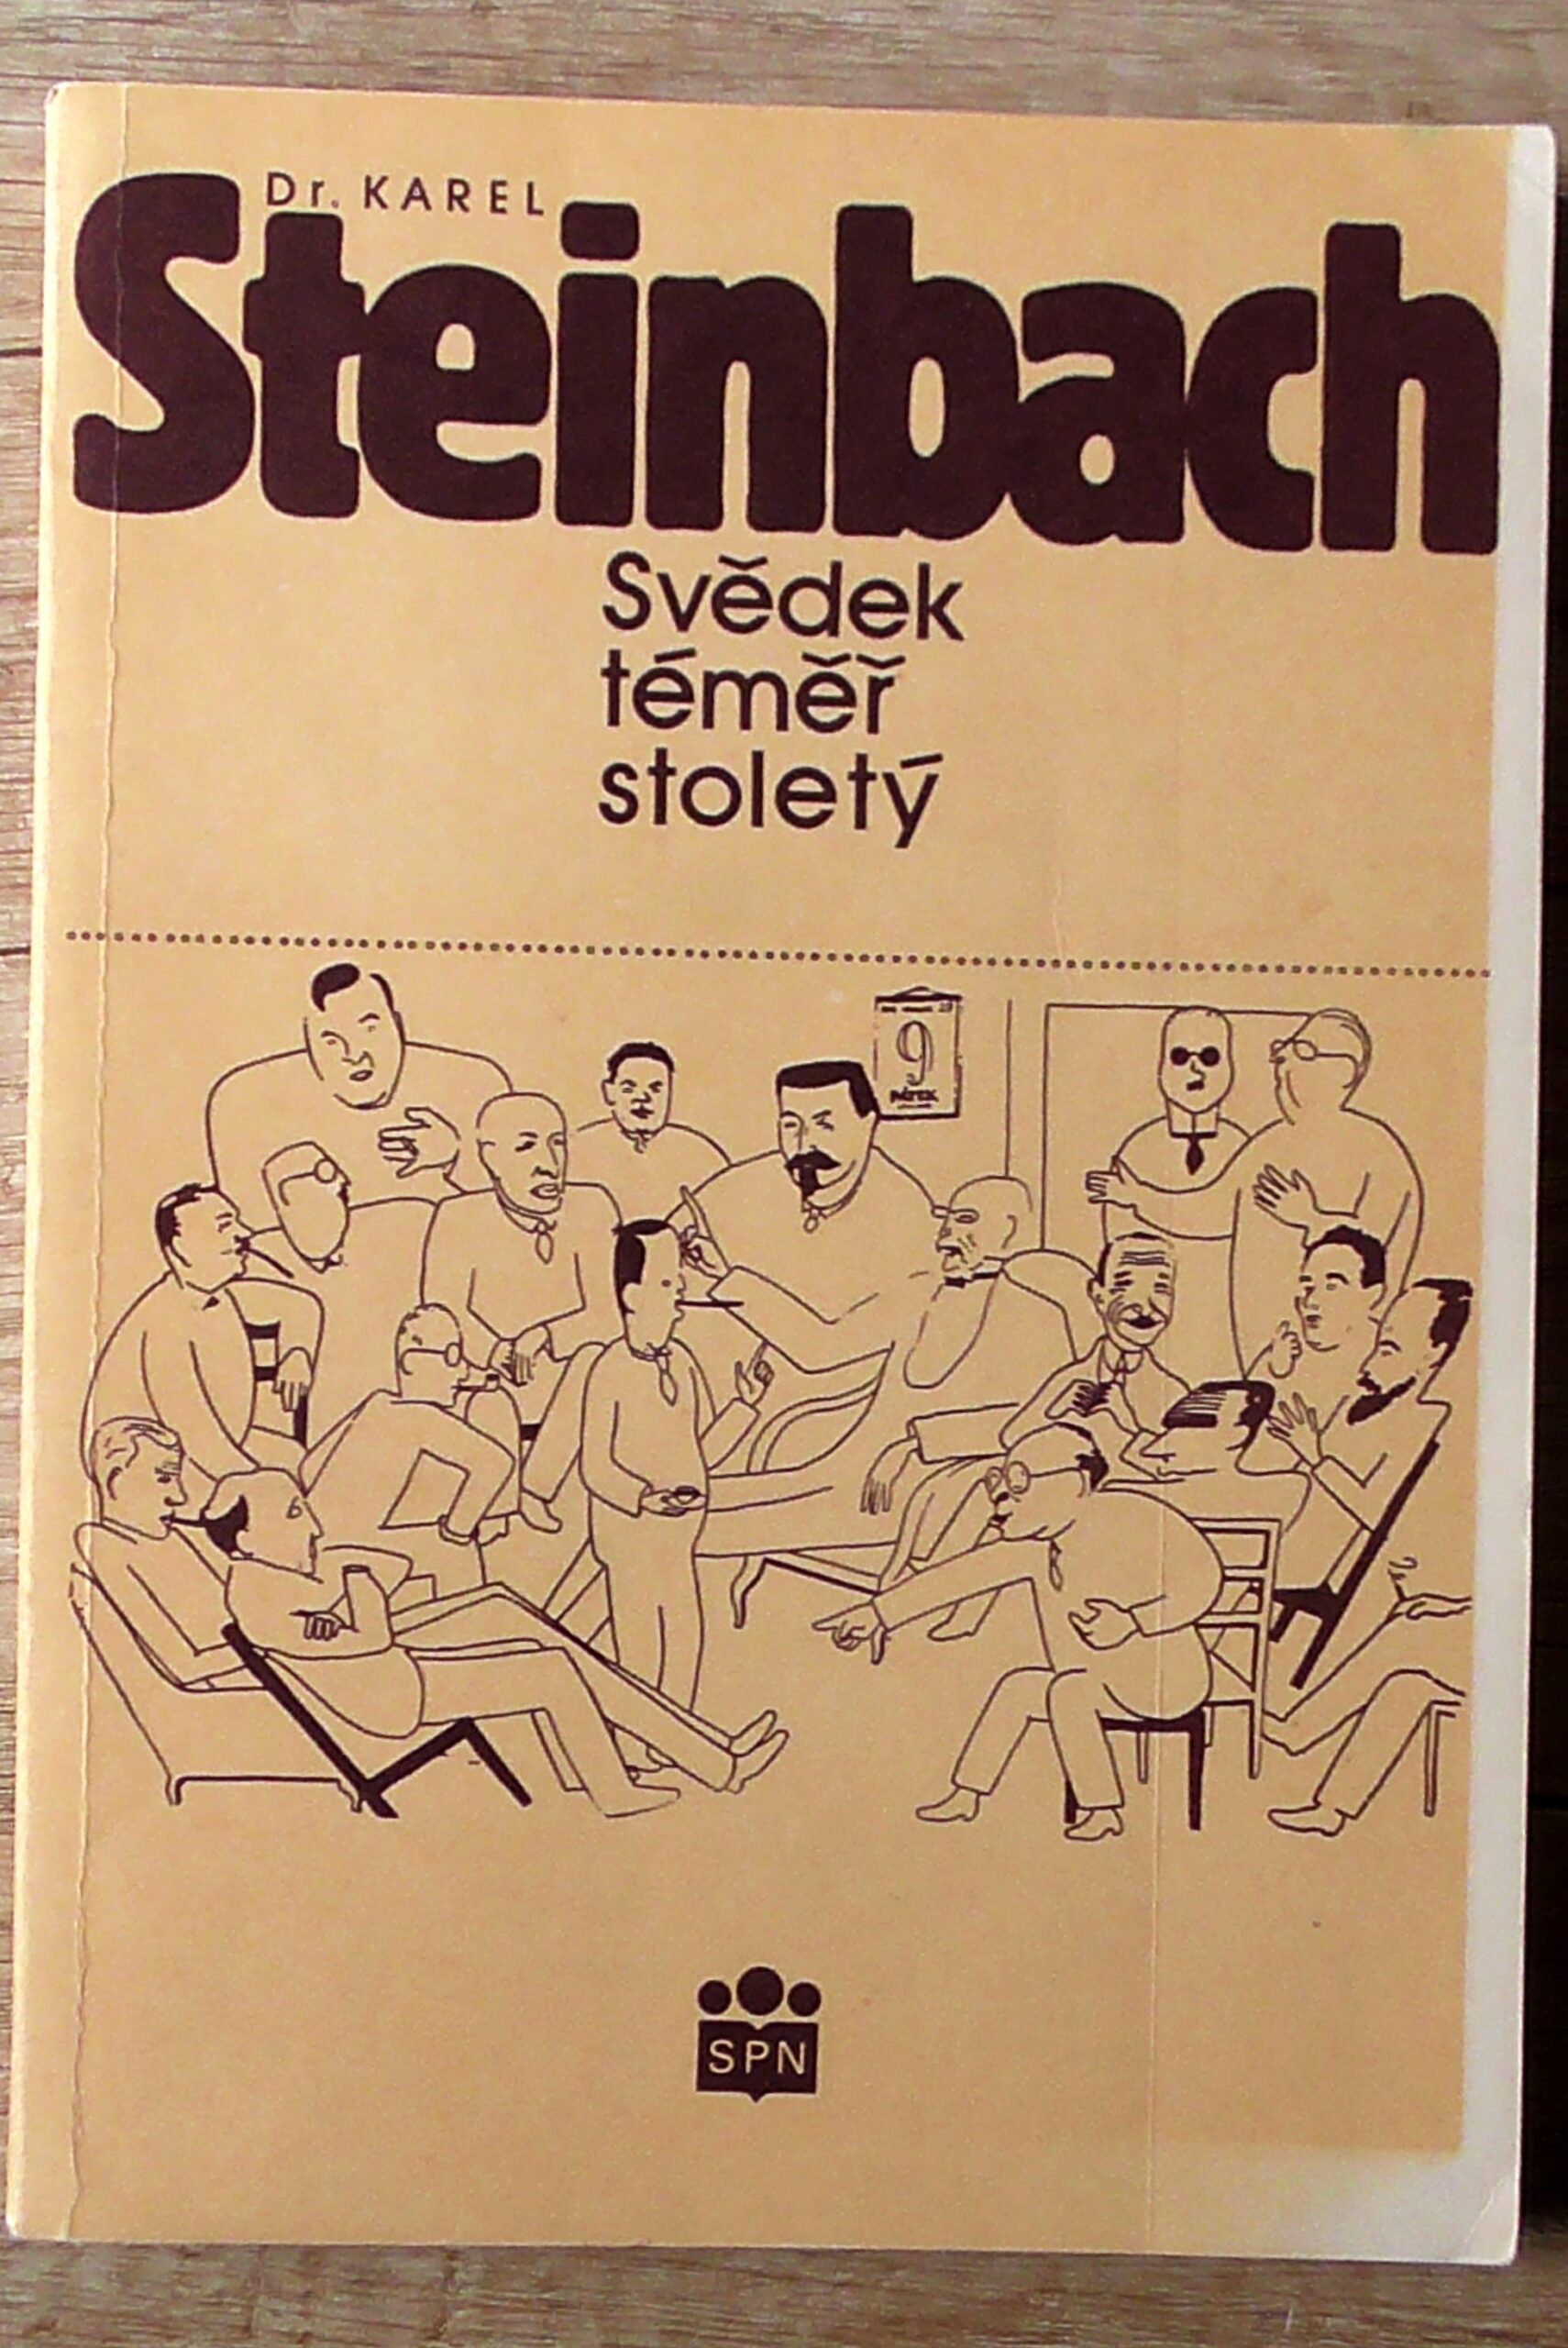 Dr. KAREL
Steinbach
Svědek
téměř
stoletý
9
PÁTEK
SPN